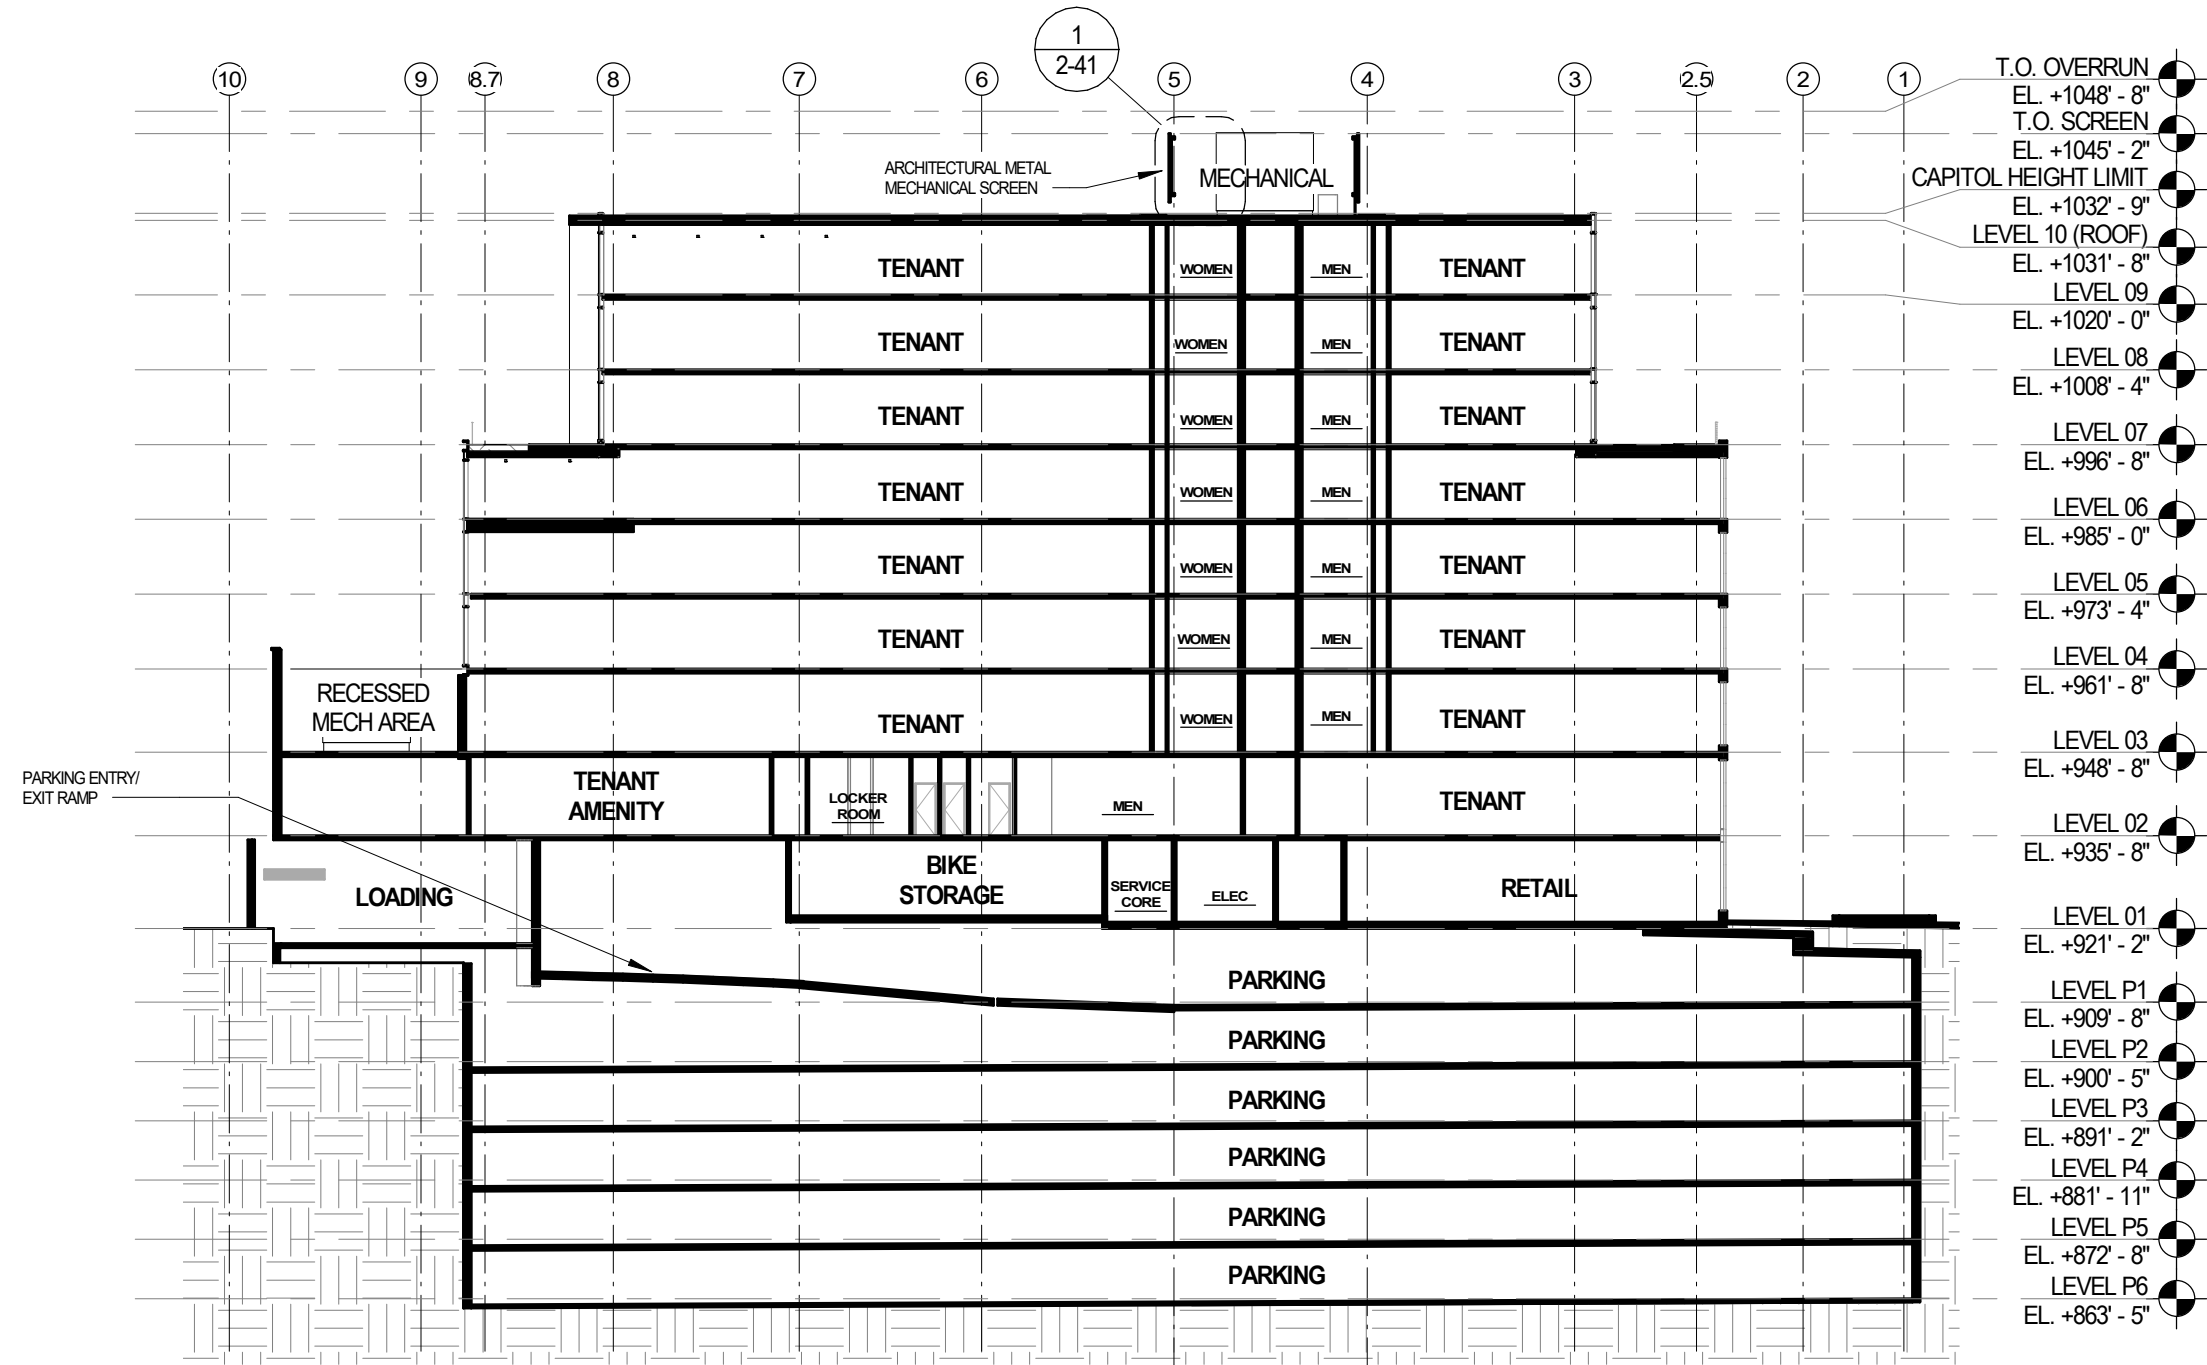 1
2-41
10
9
8.7
8
7
6
5
4
3
2.5
2
1
T.O. OVERRUN
EL. +1048' - 8"
T.O. SCREEN
EL. +1045' - 2"
CAPITOL HEIGHT LIMIT
EL. +1032' - 9"
LEVEL 10 (ROOF)
EL. +1031' - 8"
LEVEL 09
EL. +1020' - 0"
LEVEL 08
EL. +1008' - 4"
LEVEL 07
EL. +996' - 8"
LEVEL 06
EL. +985' - 0"
LEVEL 05
EL. +973' - 4"
LEVEL 04
EL. +961' - 8"
LEVEL 03
EL. +948' - 8"
LEVEL 02
EL. +935' - 8"
LEVEL 01
EL. +921' - 2"
LEVEL P1
EL. +909' - 8"
LEVEL P2
EL. +900' - 5"
LEVEL P3
EL. +891' - 2"
LEVEL P4
EL. +881' - 11"
LEVEL P5
EL. +872' - 8"
LEVEL P6
EL. +863' - 5"
ARCHITECTURAL METAL
MECHANICAL SCREEN
MECHANICAL
TENANT
WOMEN
MEN
TENANT
TENANT
WOMEN
MEN
TENANT
TENANT
WOMEN
MEN
TENANT
TENANT
WOMEN
MEN
TENANT
TENANT
WOMEN
MEN
TENANT
TENANT
WOMEN
MEN
TENANT
RECESSED
MECH AREA
TENANT
WOMEN
MEN
TENANT
PARKING ENTRY/
EXIT RAMP
TENANT
AMENITY
LOCKER
ROOM
MEN
TENANT
LOADING
BIKE
STORAGE
SERVICE
CORE
ELEC
RETAIL
PARKING
PARKING
PARKING
PARKING
PARKING
PARKING